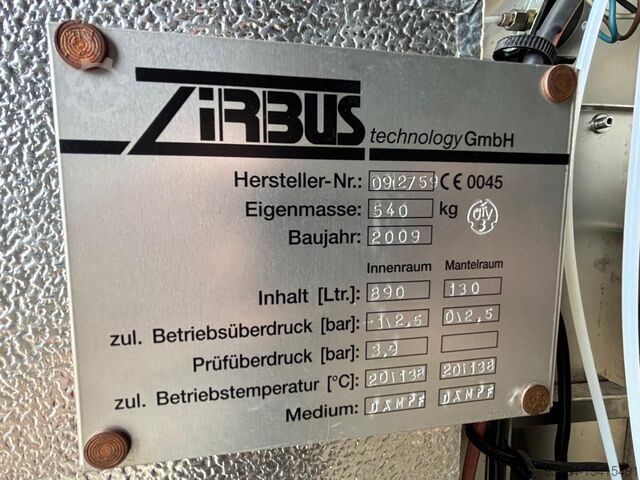 ZIRBUS technology GmbH
Hersteller-Nr.: 09\2759 CE 0045
Eigenmasse: 540 kg
Baujahr: 2009
Innenraum Mantelraum
Inhalt [Ltr.]: 890 130
zul. Betriebsüberdruck [bar]: -1\2,5 0\2,5
Prüfüberdruck [bar]: 3,9
zul. Betriebstemperatur [°C]: 20\138 20\138
Medium: DAMPF DAMPF